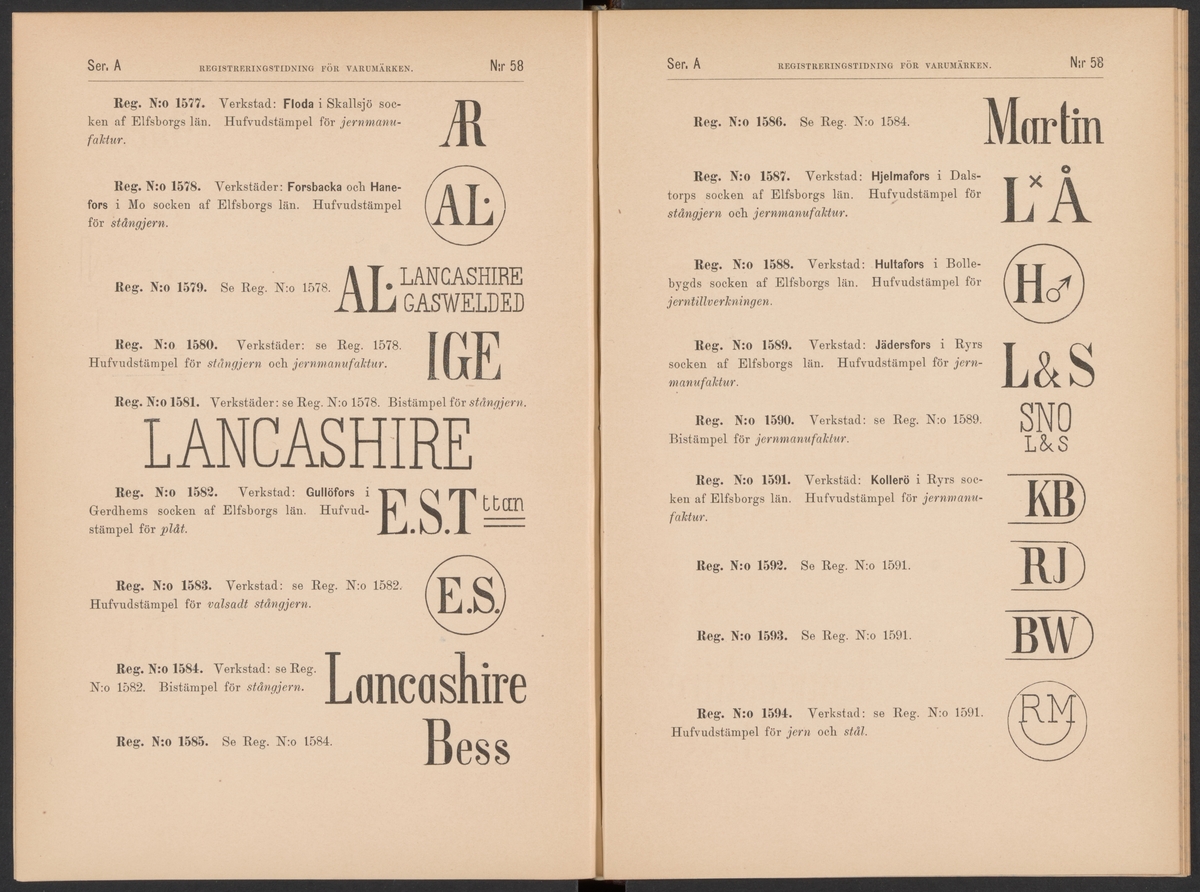 Ser. A REGISTRERINGSTIDNING FÖR VARUMÄRKEN. N:r 58
Reg. N:o 1577. Verkstad: Floda i Skallsjö soc-
ken af Elfsborgs län. Hufvudstämpel för jernmanu-
faktur.
ÆR
Reg. N:o 1578. Verkstäder: Forsbacka och Hane-
fors i Mo socken af Elfsborgs län. Hufvudstämpel
för stångjern.
AL.
Reg. N:o 1579. Se Reg. N:o 1578.
AL. LANCASHIRE
GASWELDED
Reg. N:o 1580. Verkstäder: se Reg. 1578.
Hufvudstämpel för stångjern och jernmanufaktur.
IGE
Reg. N:o 1581. Verkstäder: se Reg. N:o 1578. Bistämpel för stångjern.
LANCASHIRE
Reg. N:o 1582. Verkstad: Gullöfors i
Gerdhems socken af Elfsborgs län. Hufvud-
stämpel för plåt.
E.S.T ttan
Reg. N:o 1583. Verkstad: se Reg. N:o 1582.
Hufvudstämpel för valsadt stångjern.
E.S.
Reg. N:o 1584. Verkstad: se Reg.
N:o 1582. Bistämpel för stångjern.
Lancashire
Reg. N:o 1585. Se Reg. N:o 1584.
Bess
Ser. A REGISTRERINGSTIDNING FÖR VARUMÄRKEN. N:r 58
Reg. N:o 1586. Se Reg. N:o 1584.
Martin
Reg. N:o 1587. Verkstad: Hjelmafors i Dals-
torps socken af Elfsborgs län. Hufvudstämpel för
stångjern och jernmanufaktur.
L×Å
Reg. N:o 1588. Verkstad: Hultafors i Bolle-
bygds socken af Elfsborgs län. Hufvudstämpel för
jerntillverkningen.
H♂
Reg. N:o 1589. Verkstad: Jädersfors i Ryrs
socken af Elfsborgs län. Hufvudstämpel för jern-
manufaktur.
L&S
Reg. N:o 1590. Verkstad: se Reg. N:o 1589.
Bistämpel för jernmanufaktur.
SNO
L&S
Reg. N:o 1591. Verkstäd: Kollerö i Ryrs soc-
ken af Elfsborgs län. Hufvudstämpel för jernmanu-
faktur.
KB
Reg. N:o 1592. Se Reg. N:o 1591.
RJ
Reg. N:o 1593. Se Reg. N:o 1591.
BW
Reg. N:o 1594. Verkstad: se Reg. N:o 1591.
Hufvudstämpel för jern och stål.
RM